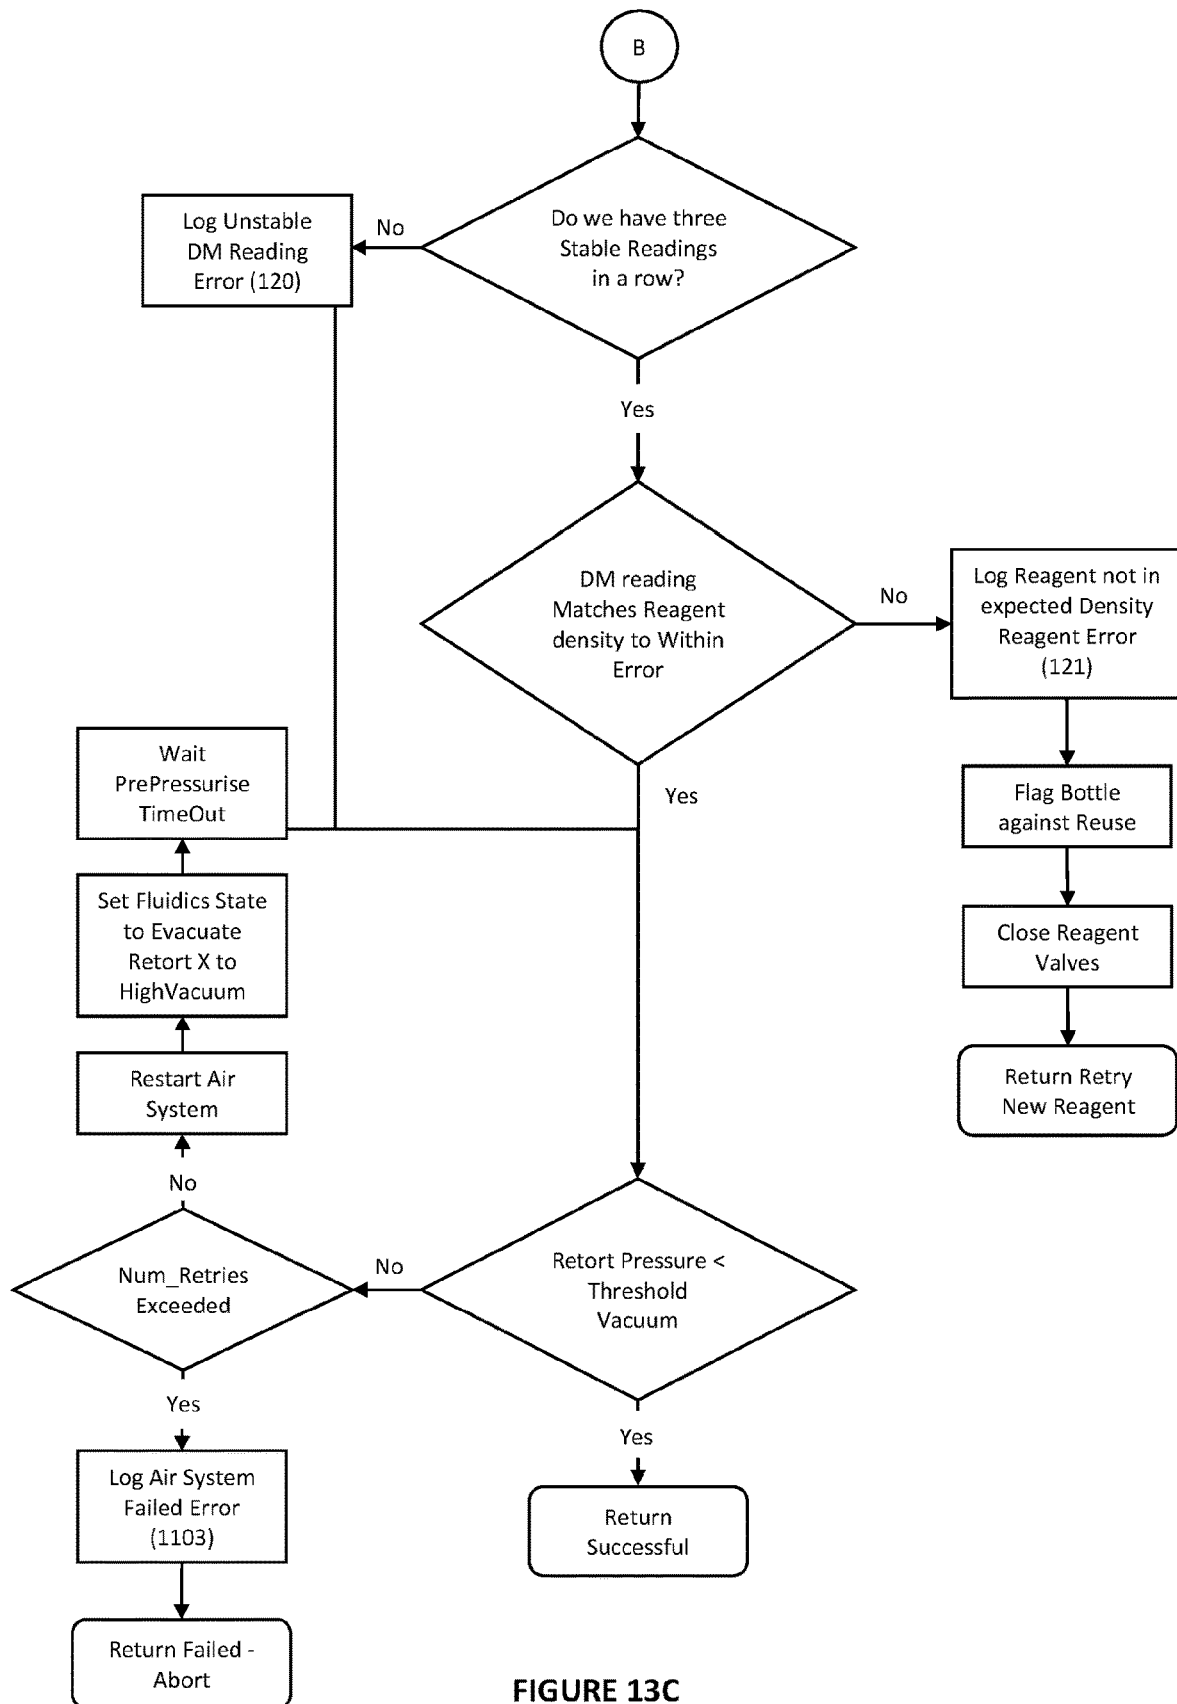 B
Do we have three
Stable Readings
in a row?
No
Log Unstable
DM Reading
Error (120)
Yes
DM reading
Matches Reagent
density to Within
Error
No
Log Reagent not in
expected Density
Reagent Error
(121)
Flag Bottle
against Reuse
Close Reagent
Valves
Return Retry
New Reagent
Yes
Wait
PrePressurise
TimeOut
Set Fluidics State
to Evacuate
Retort X to
HighVacuum
Restart Air
System
No
Num_Retries
Exceeded
No
Retort Pressure <
Threshold
Vacuum
Yes
Log Air System
Failed Error
(1103)
Return Failed -
Abort
Yes
Return
Successful
FIGURE 13C